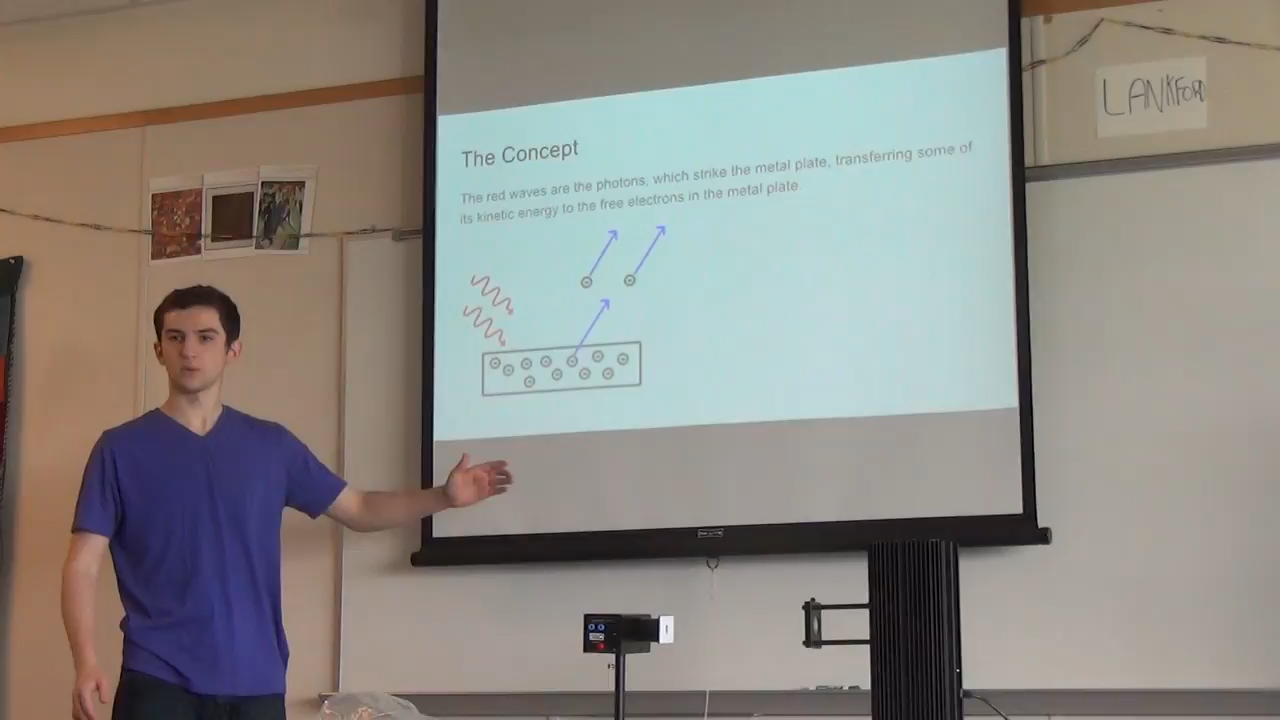 LANKFORD
The Concept
The red waves are the photons, which strike the metal plate, transferring some of
its kinetic energy to the free electrons in the metal plate.